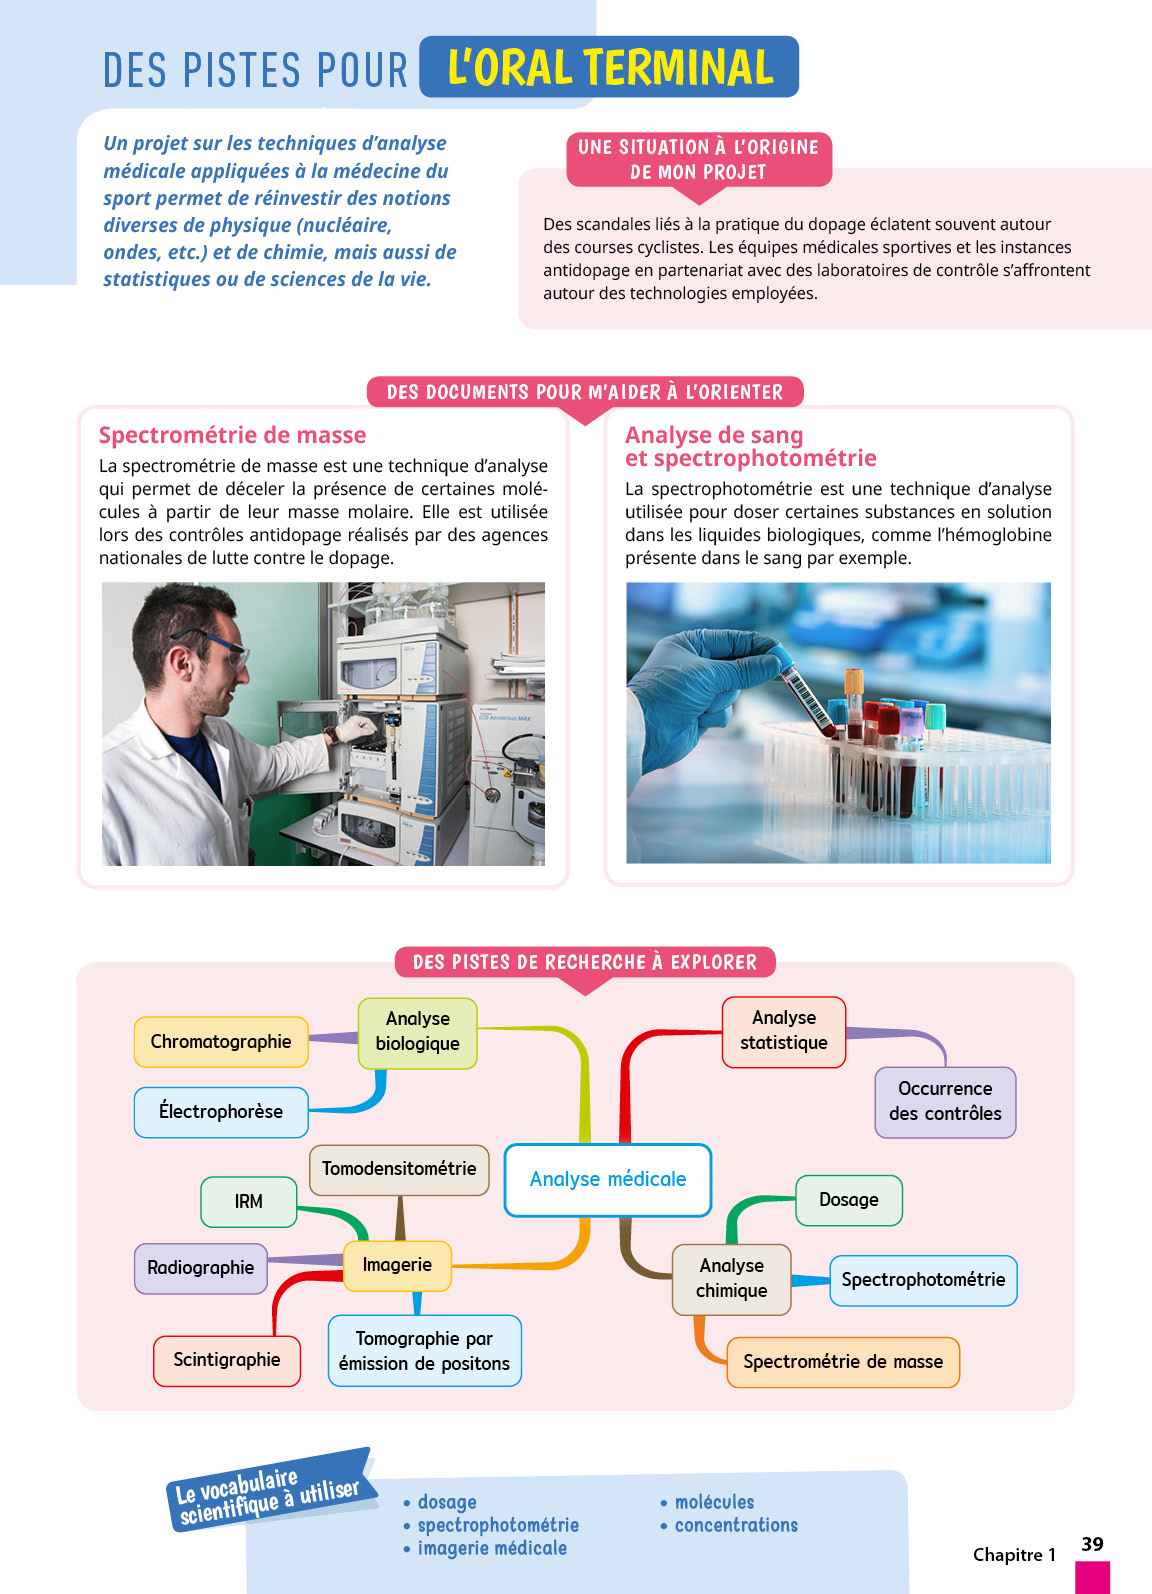 DES PISTES POUR L'ORAL TERMINAL
Un projet sur les techniques d'analyse
médicale appliquées à la médecine du
sport permet de réinvestir des notions
diverses de physique (nucléaire,
ondes, etc.) et de chimie, mais aussi de
statistiques ou de sciences de la vie.
UNE SITUATION À L'ORIGINE
DE MON PROJET
Des scandales liés à la pratique du dopage éclatent souvent autour
des courses cyclistes. Les équipes médicales sportives et les instances
antidopage en partenariat avec des laboratoires de contrôle s'affrontent
autour des technologies employées.
DES DOCUMENTS POUR M'AIDER À L'ORIENTER
Spectrométrie de masse
La spectrométrie de masse est une technique d'analyse
qui permet de déceler la présence de certaines molé-
cules à partir de leur masse molaire. Elle est utilisée
lors des contrôles antidopage réalisés par des agences
nationales de lutte contre le dopage.
LCQ ADVANTAGE MAX
Analyse de sang
et spectrophotométrie
La spectrophotométrie est une technique d'analyse
utilisée pour doser certaines substances en solution
dans les liquides biologiques, comme l'hémoglobine
présente dans le sang par exemple.
DES PISTES DE RECHERCHE À EXPLORER
Analyse
biologique
Chromatographie
Électrophorèse
Analyse
statistique
Occurrence
des contrôles
Analyse médicale
Tomodensitométrie
IRM
Radiographie
Imagerie
Scintigraphie
Tomographie par
émission de positons
Dosage
Analyse
chimique
Spectrophotométrie
Spectrométrie de masse
Le vocabulaire
scientifique à utiliser
• dosage
• spectrophotométrie
• imagerie médicale
• molécules
• concentrations
Chapitre 1
39